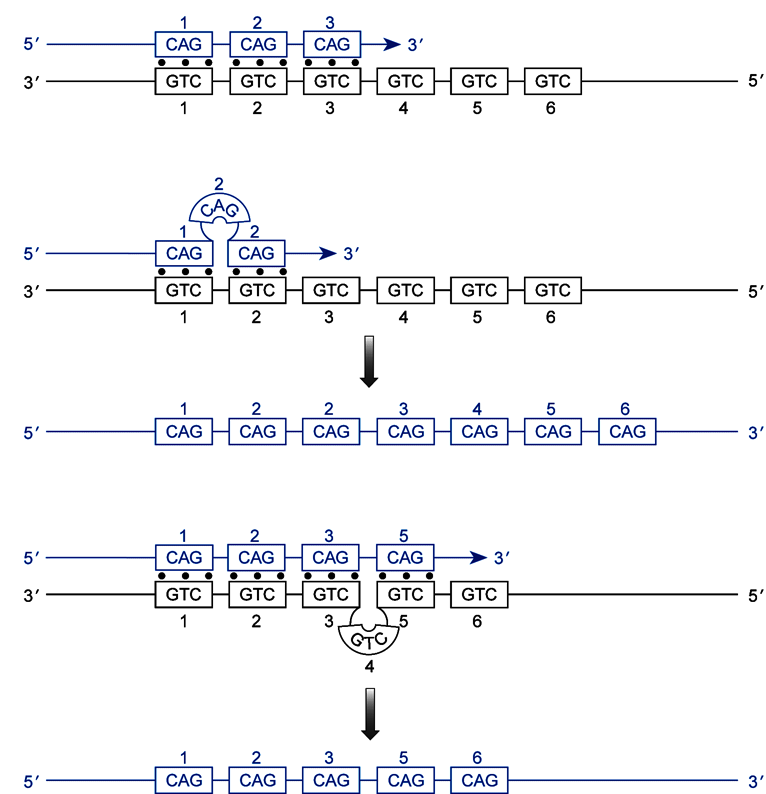 1 2 3
5′ CAG CAG CAG 3′
3′ GTC GTC GTC GTC GTC GTC 5′
1 2 3 4 5 6
2
CAG
1 2
5′ CAG CAG 3′
3′ GTC GTC GTC GTC GTC GTC 5′
1 2 3 4 5 6
1 2 2 3 4 5 6
5′ CAG CAG CAG CAG CAG CAG CAG 3′
1 2 3 5
5′ CAG CAG CAG CAG 3′
3′ GTC GTC GTC GTC GTC 5′
1 2 3 5 6
GTC
4
1 2 3 5 6
5′ CAG CAG CAG CAG CAG 3′